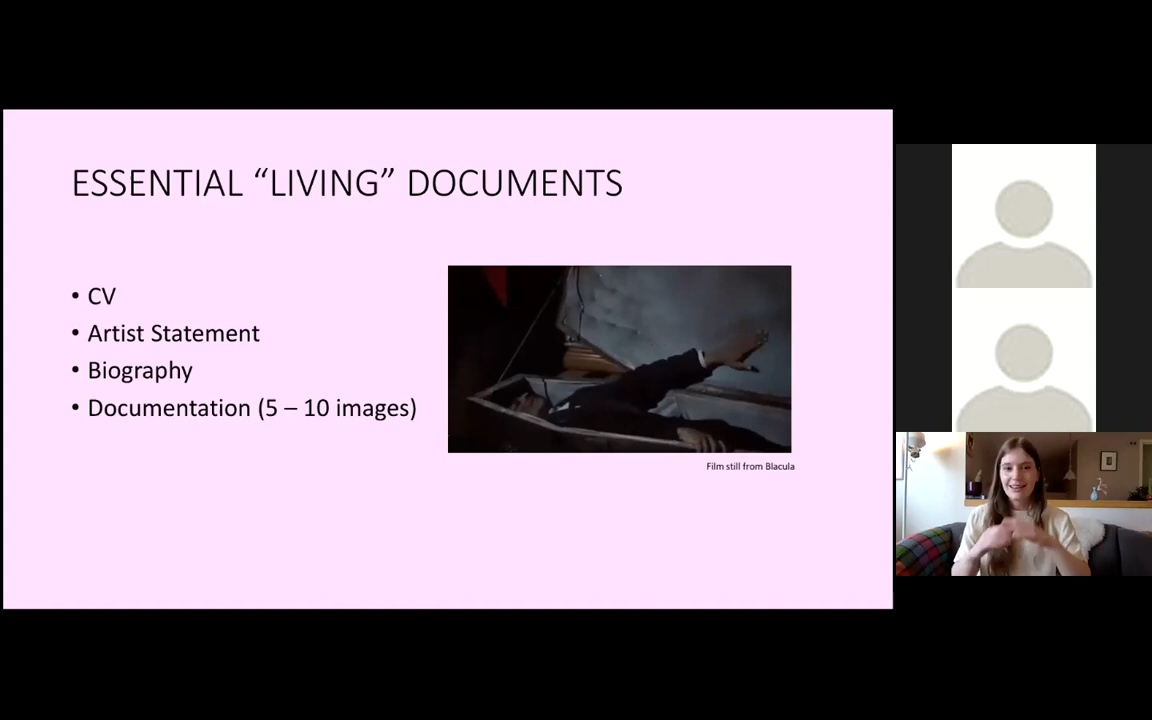 ESSENTIAL “LIVING” DOCUMENTS
• CV
• Artist Statement
• Biography
• Documentation (5 – 10 images)
Film still from Blacula